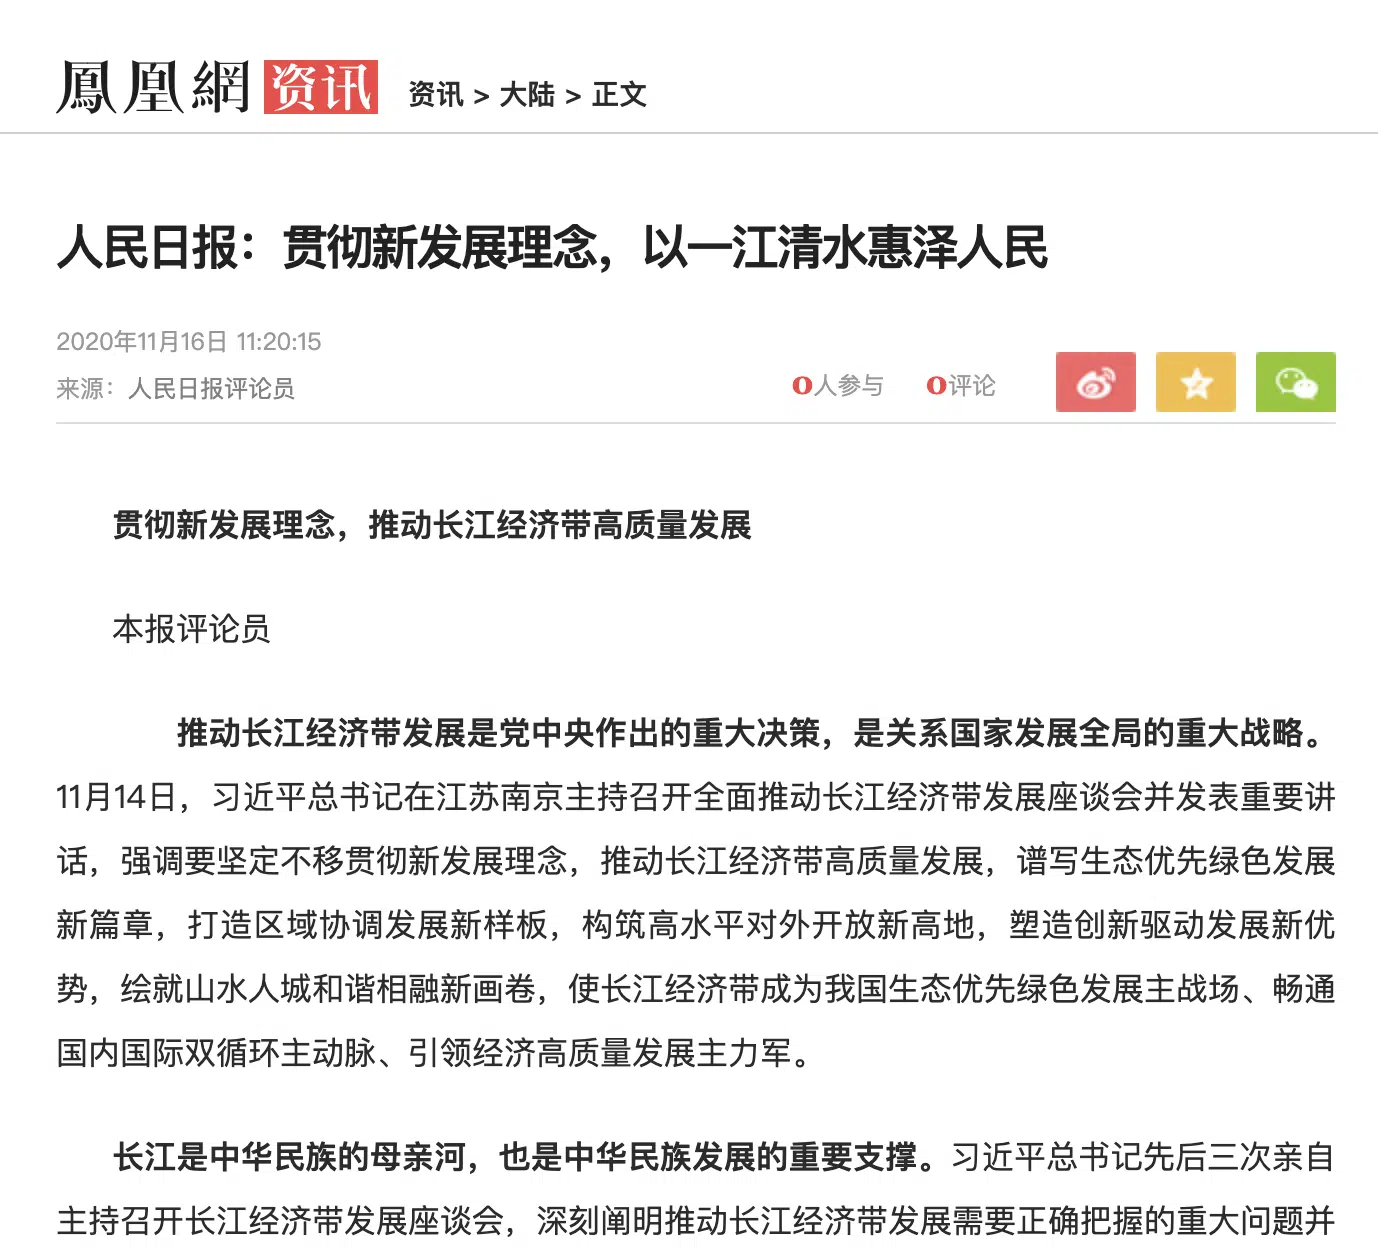 鳳凰網资讯 资讯 > 大陆 > 正文
人民日报：贯彻新发展理念，以一江清水惠泽人民
2020年11月16日 11:20:15
来源：人民日报评论员 0人参与 0评论
贯彻新发展理念，推动长江经济带高质量发展
本报评论员
推动长江经济带发展是党中央作出的重大决策，是关系国家发展全局的重大战略。
11月14日，习近平总书记在江苏南京主持召开全面推动长江经济带发展座谈会并发表重要讲
话，强调要坚定不移贯彻新发展理念，推动长江经济带高质量发展，谱写生态优先绿色发展
新篇章，打造区域协调发展新样板，构筑高水平对外开放新高地，塑造创新驱动发展新优
势，绘就山水人城和谐相融新画卷，使长江经济带成为我国生态优先绿色发展主战场、畅通
国内国际双循环主动脉、引领经济高质量发展主力军。
长江是中华民族的母亲河，也是中华民族发展的重要支撑。习近平总书记先后三次亲自
主持召开长江经济带发展座谈会，深刻阐明推动长江经济带发展需要正确把握的重大问题并